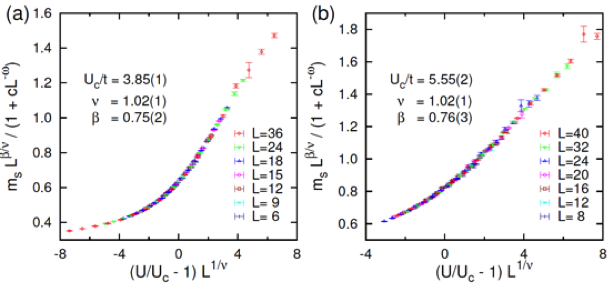 (a)
m_s L^β/ν / (1 + cL^-ω)
1.6
1.4
1.2
1.0
0.8
0.6
0.4
U_c/t = 3.85(1)
ν = 1.02(1)
β = 0.75(2)
L=36
L=24
L=18
L=15
L=12
L= 9
L= 6
-8 -4 0 4 8
(U/U_c - 1) L^1/ν
(b)
m_s L^β/ν / (1 + cL^-ω)
1.8
1.6
1.4
1.2
1.0
0.8
0.6
U_c/t = 5.55(2)
ν = 1.02(1)
β = 0.76(3)
L=40
L=32
L=24
L=20
L=16
L=12
L= 8
-4 0 4 8
(U/U_c - 1) L^1/ν